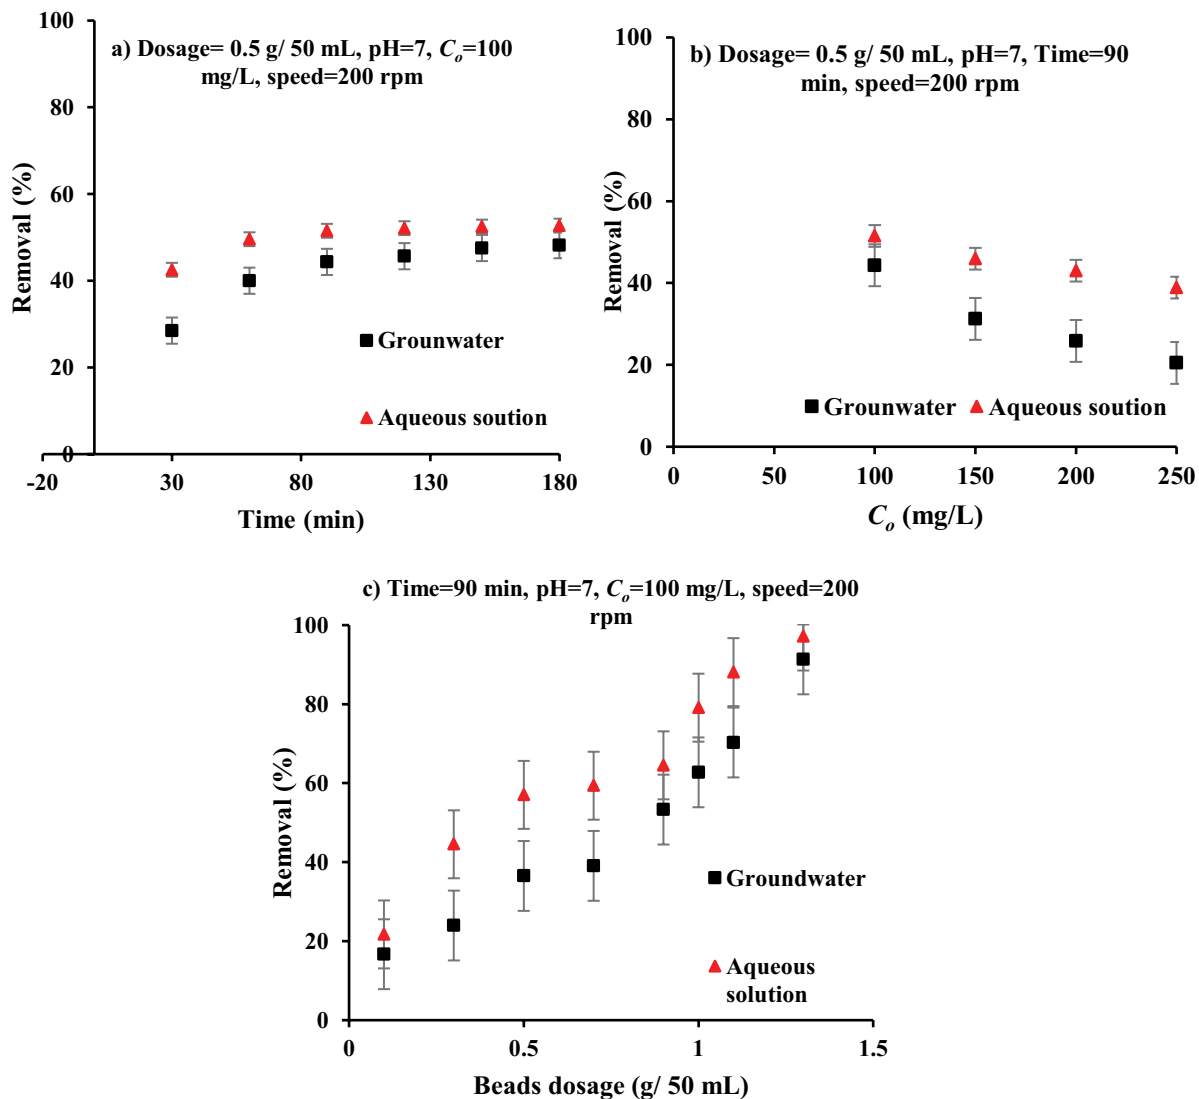 a) Dosage= 0.5 g/ 50 mL, pH=7, Co=100
mg/L, speed=200 rpm
100
80
60
40
20
0
Removal (%)
Grounwater
Aqueous soution
-20
30
80
130
180
Time (min)
b) Dosage= 0.5 g/ 50 mL, pH=7, Time=90
min, speed=200 rpm
100
80
60
40
20
0
Removal (%)
Grounwater
Aqueous soution
0
50
100
150
200
250
Co (mg/L)
c) Time=90 min, pH=7, Co=100 mg/L, speed=200
rpm
100
80
60
40
20
0
Removal (%)
Groundwater
Aqueous
solution
0
0.5
1
1.5
Beads dosage (g/ 50 mL)